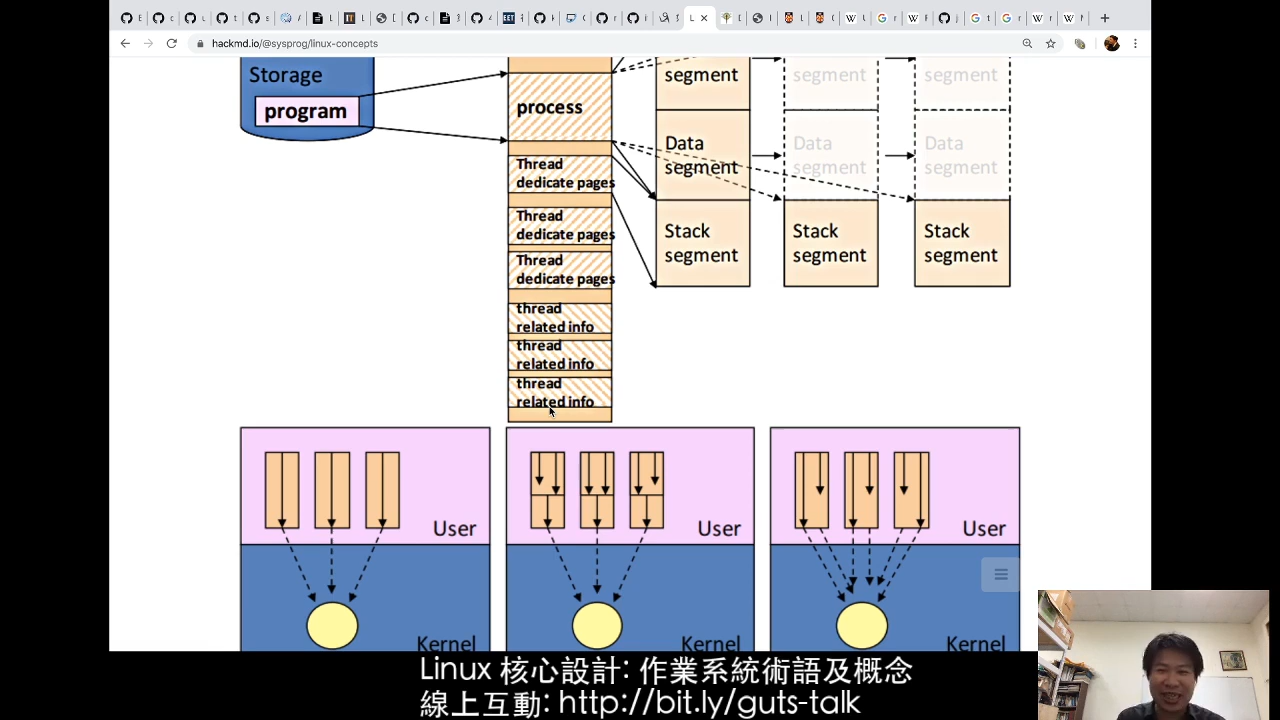 hackmd.io/@sysprog/linux-concepts
Storage
program
process
Thread
dedicate pages
Thread
dedicate pages
Thread
dedicate pages
thread
related info
thread
related info
thread
related info
segment
segment
segment
Data
segment
Data
segment
Data
segment
Stack
segment
Stack
segment
Stack
segment
User
User
User
Kernel
Kernel
Kernel
Linux 核心設計: 作業系統術語及概念
線上互動: http://bit.ly/guts-talk